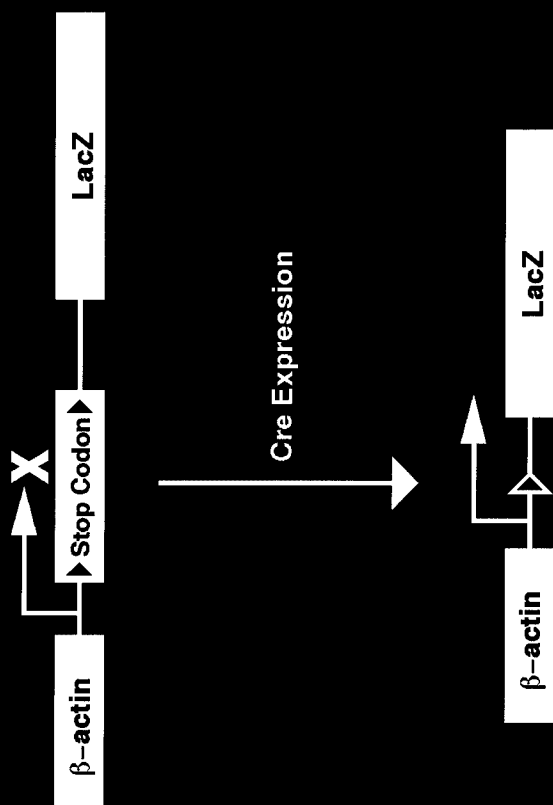 β-actin
X
Stop Codon
LacZ
Cre Expression
β-actin
LacZ